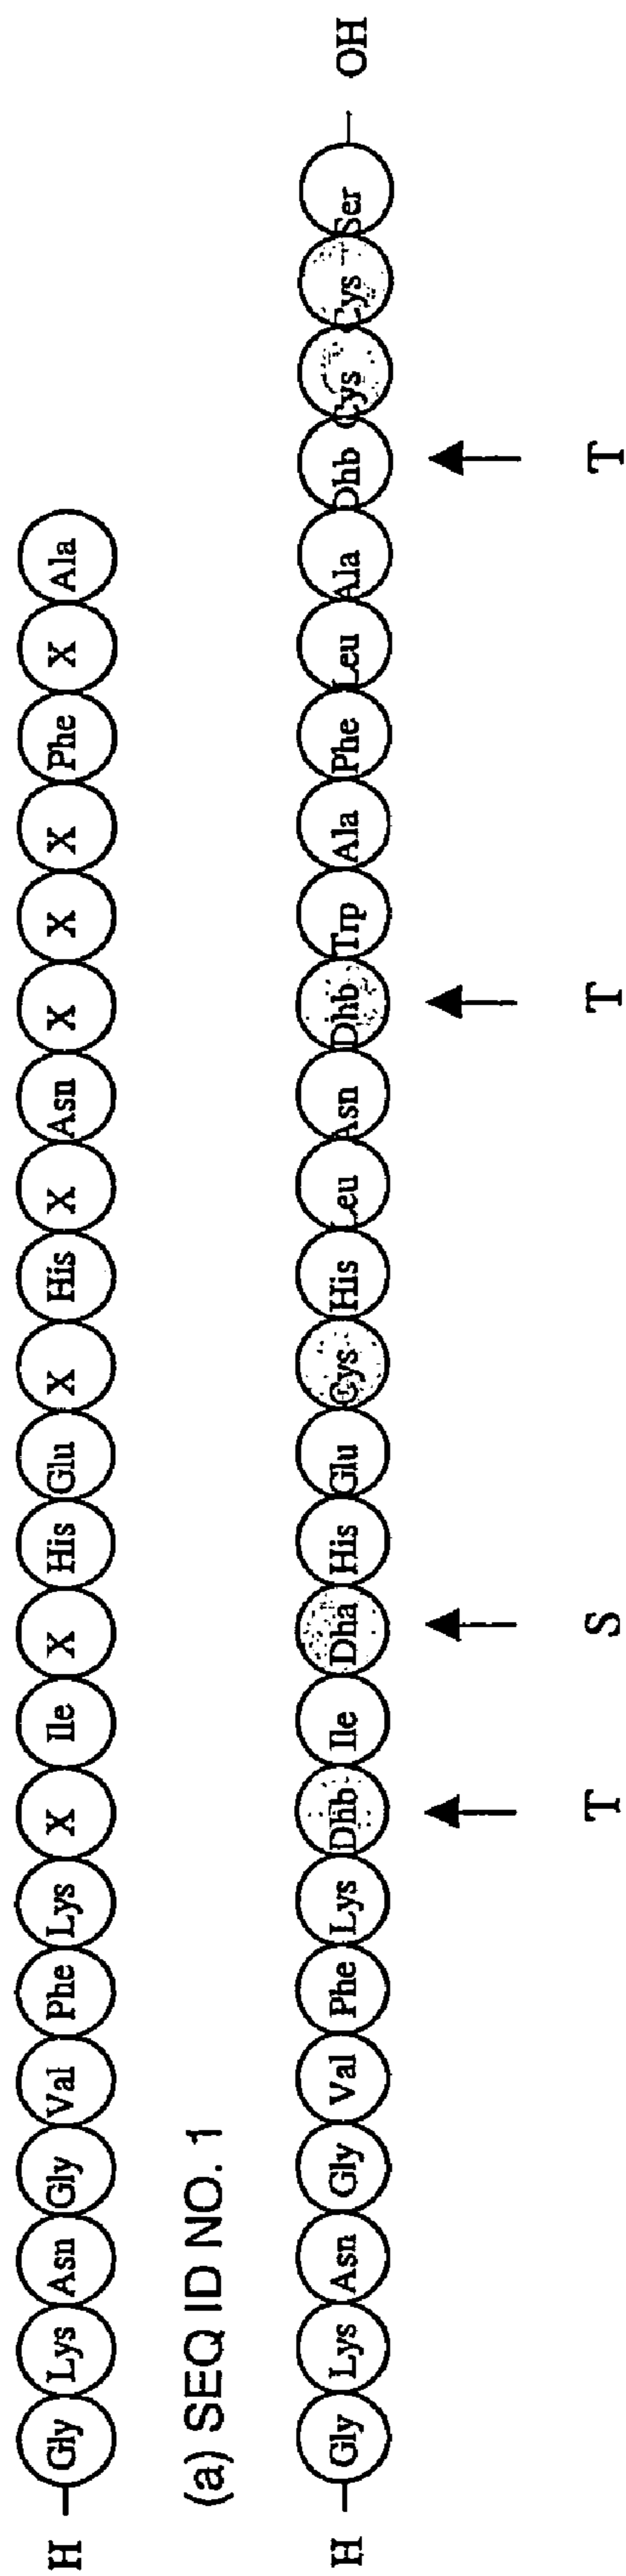 H Gly Lys Asn Gly Val Phe Lys X Ile X His Glu X His X Asn X X X Phe X Ala
(a) SEQ ID NO. 1
H Gly Lys Asn Gly Val Phe Lys Dhb Ile Dha His Glu Cys His Leu Asn Dhb Trp Ala Phe Leu Ala Dhb Cys Cys Ser OH
T S T T